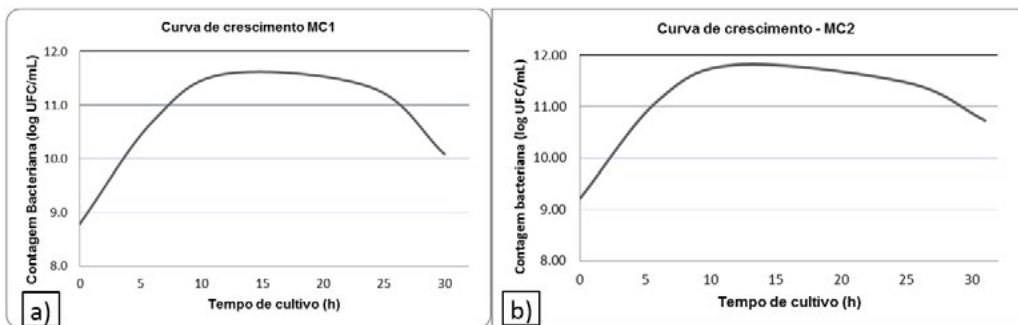 Curva de crescimento MC1
Contagem Bacteriana (log UFC/mL)
12.0
11.0
10.0
9.0
8.0
0 5 10 15 20 25 30
Tempo de cultivo (h)
a)
Curva de crescimento - MC2
Contagem bacteriana (log UFC/mL)
12.00
11.00
10.00
9.00
8.00
0 5 10 15 20 25 30
Tempo de cultivo (h)
b)